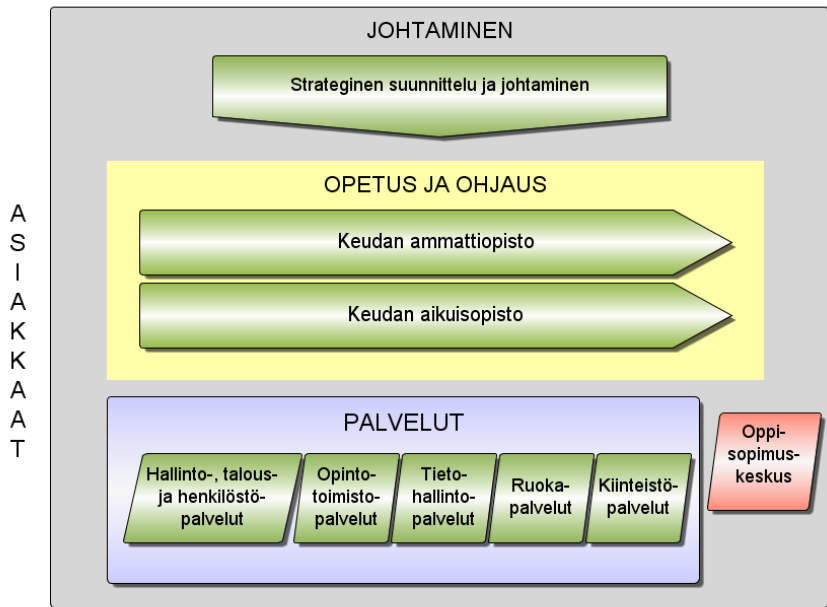 JOHTAMINEN
Strateginen suunnittelu ja johtaminen
ASIAKKAAT
OPETUS JA OHJAUS
Keudan ammattiopisto
Keudan aikuisopisto
PALVELUT
Hallinto-, talous-
ja henkilöstö-
palvelut
Opinto-
toimisto-
palvelut
Tieto-
hallinto-
palvelut
Ruoka-
palvelut
Kiinteistö-
palvelut
Oppi-
sopimus-
keskus